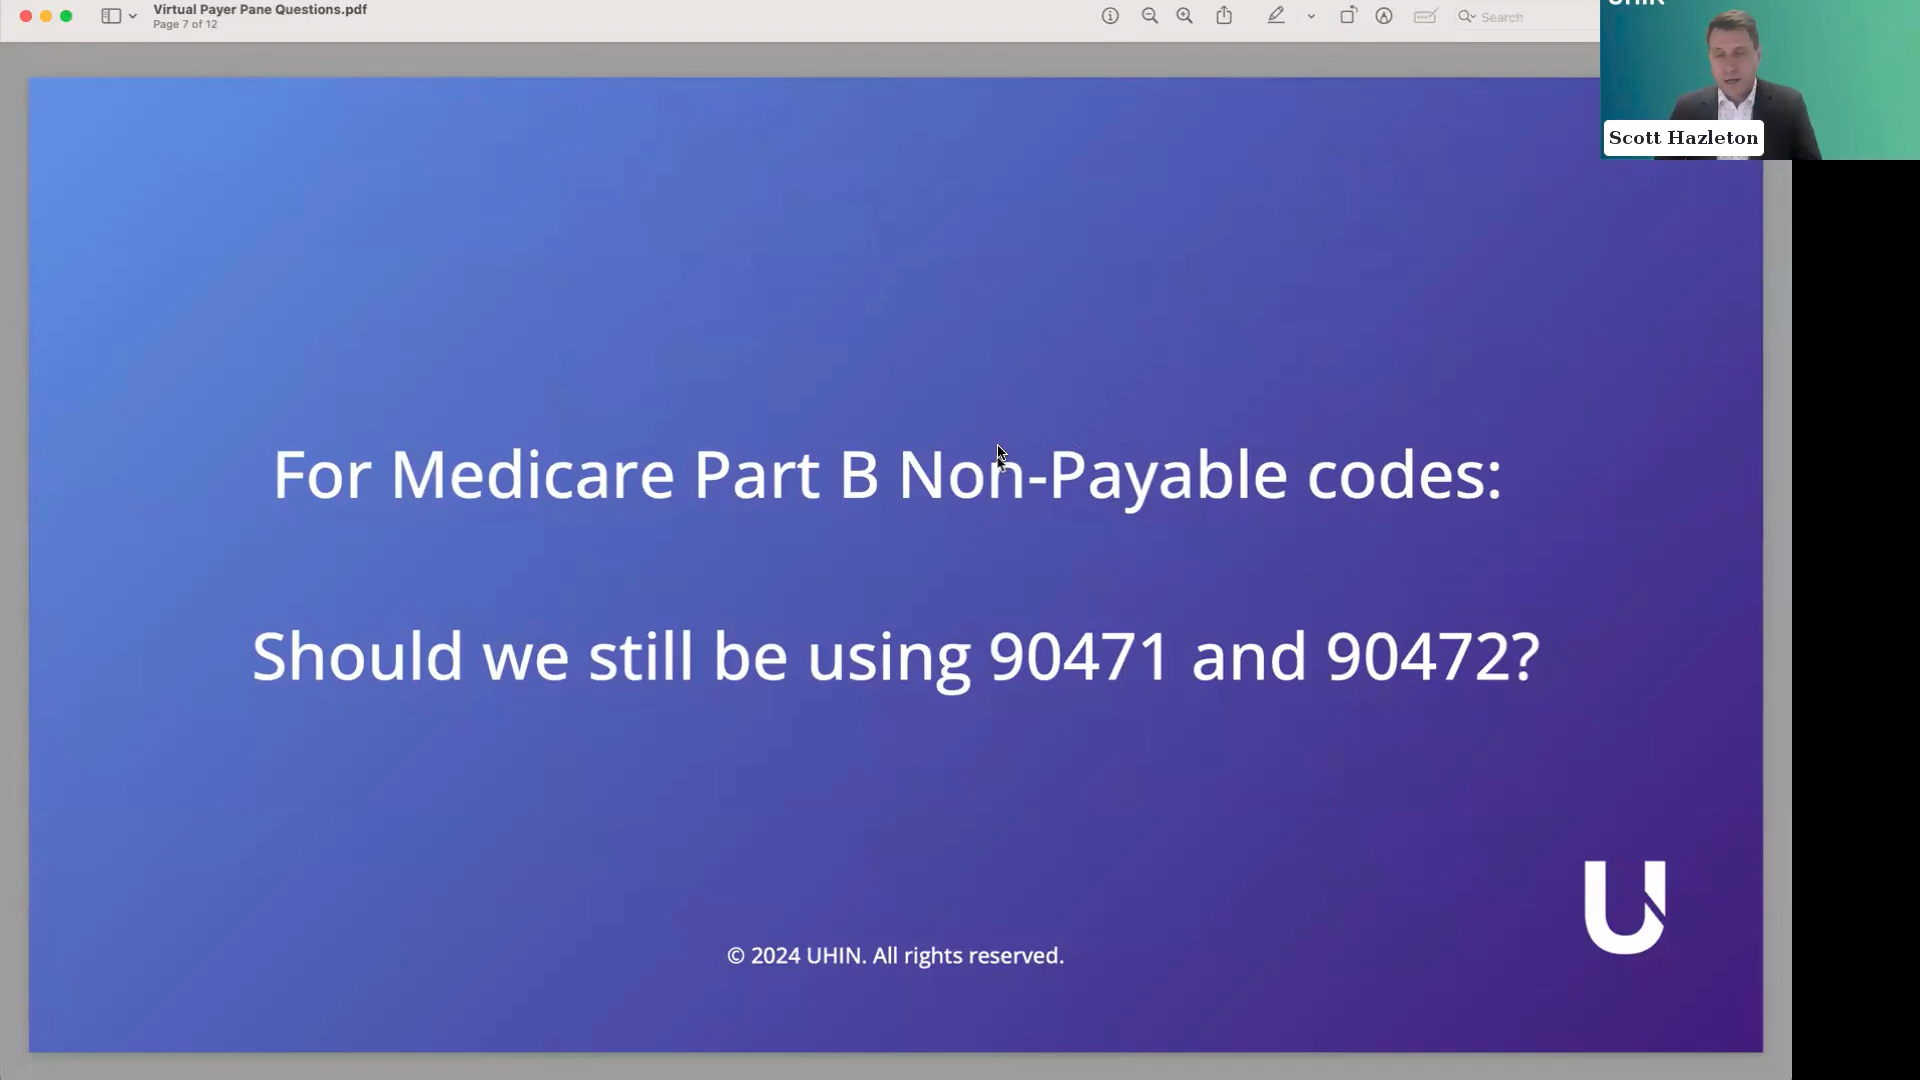 Virtual Payer Pane Questions.pdf
Page 7 of 12
Search
UHIN
Scott Hazleton
For Medicare Part B Non-Payable codes:
Should we still be using 90471 and 90472?
© 2024 UHIN. All rights reserved.